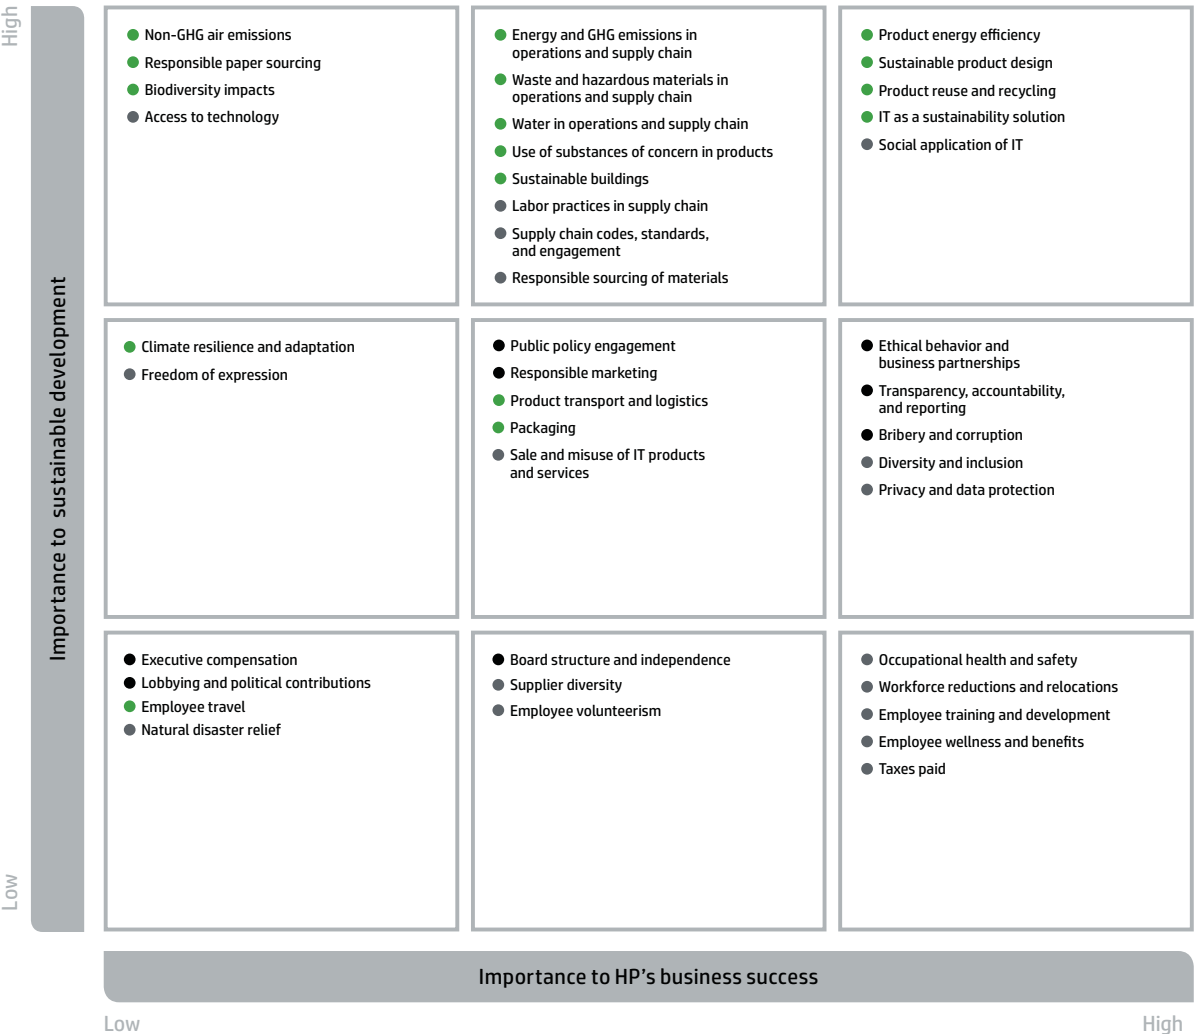 High
Importance to sustainable development
Low
Non-GHG air emissions
Responsible paper sourcing
Biodiversity impacts
Access to technology
Energy and GHG emissions in
operations and supply chain
Waste and hazardous materials in
operations and supply chain
Water in operations and supply chain
Use of substances of concern in products
Sustainable buildings
Labor practices in supply chain
Supply chain codes, standards,
and engagement
Responsible sourcing of materials
Product energy efficiency
Sustainable product design
Product reuse and recycling
IT as a sustainability solution
Social application of IT
Climate resilience and adaptation
Freedom of expression
Public policy engagement
Responsible marketing
Product transport and logistics
Packaging
Sale and misuse of IT products
and services
Ethical behavior and
business partnerships
Transparency, accountability,
and reporting
Bribery and corruption
Diversity and inclusion
Privacy and data protection
Executive compensation
Lobbying and political contributions
Employee travel
Natural disaster relief
Board structure and independence
Supplier diversity
Employee volunteerism
Occupational health and safety
Workforce reductions and relocations
Employee training and development
Employee wellness and benefits
Taxes paid
Importance to HP's business success
Low
High